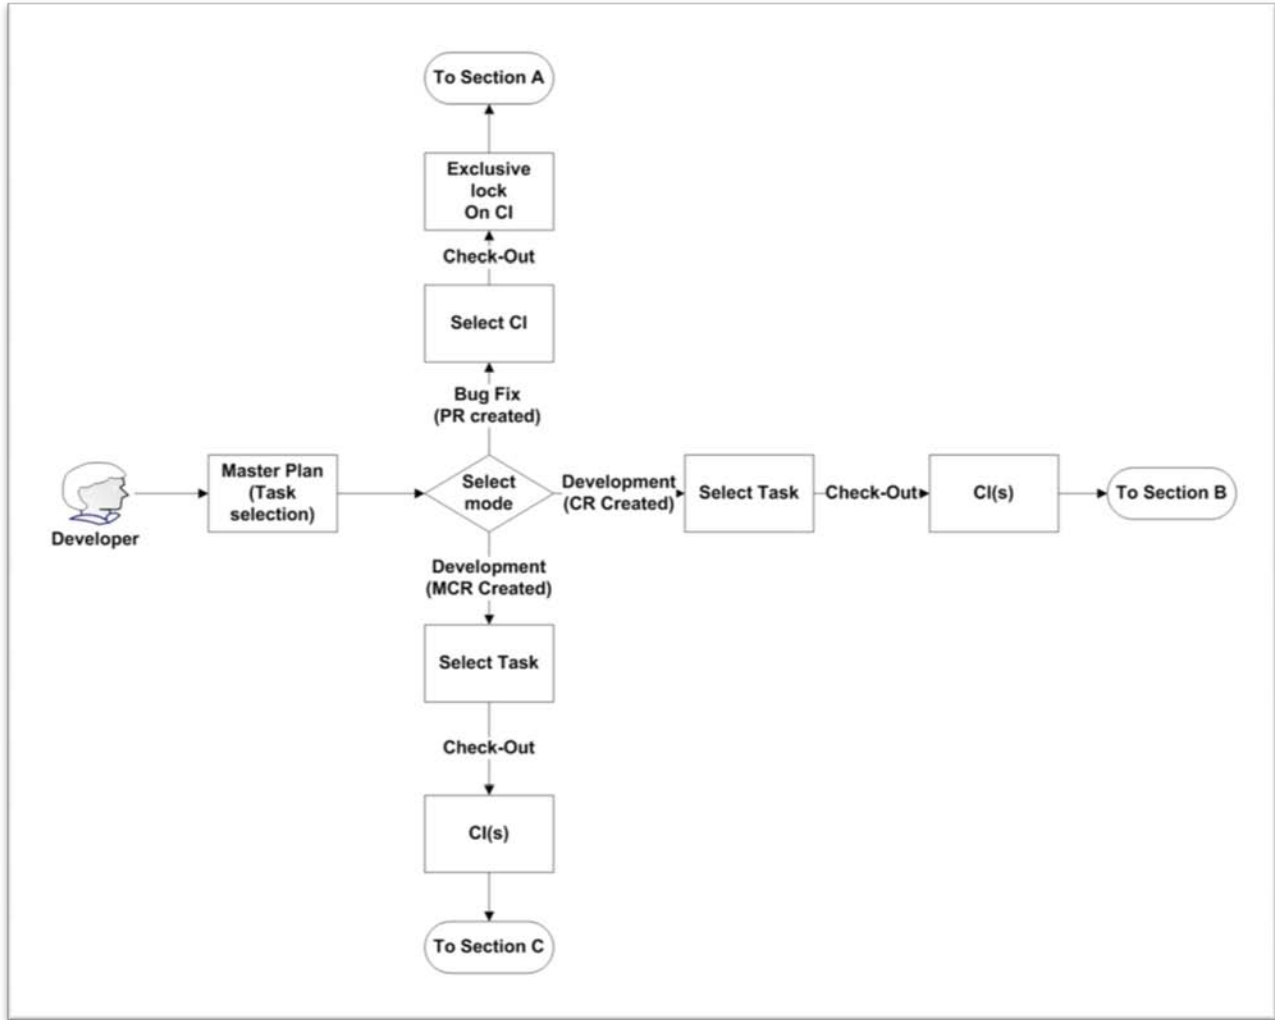 To Section A
Exclusive
lock
On CI
Check-Out
Select CI
Bug Fix
(PR created)
Developer
Master Plan
(Task
selection)
Select
mode
Development
(CR Created)
Select Task
Check-Out
CI(s)
To Section B
Development
(MCR Created)
Select Task
Check-Out
CI(s)
To Section C